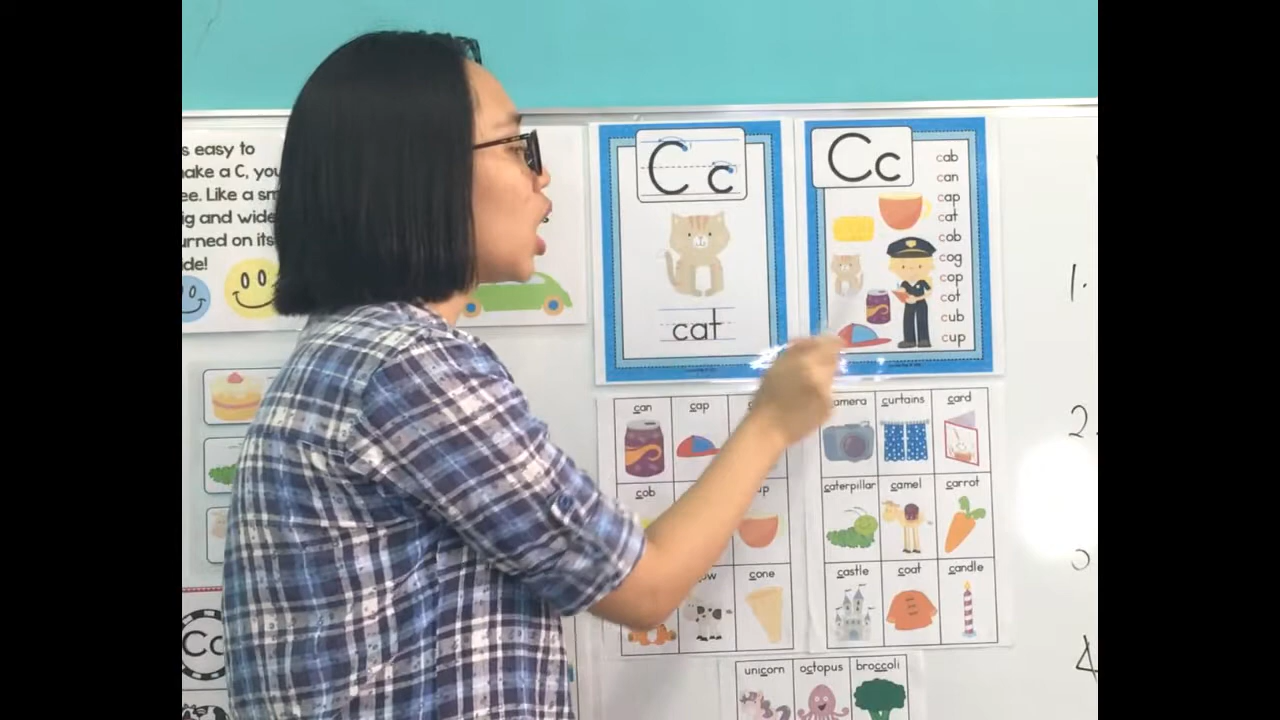 s easy to
ake a C, you
ee. Like a sm
ig and wide
urned on its
de!
Cc
cat
Cc
cab
can
cap
cat
cob
cog
cop
cot
cub
cup
can
cap
cob
up
ow
cone
amera
curtains
card
caterpillar
camel
carrot
castle
coat
candle
unicorn
octopus
broccoli
Cc
1.
2.
4